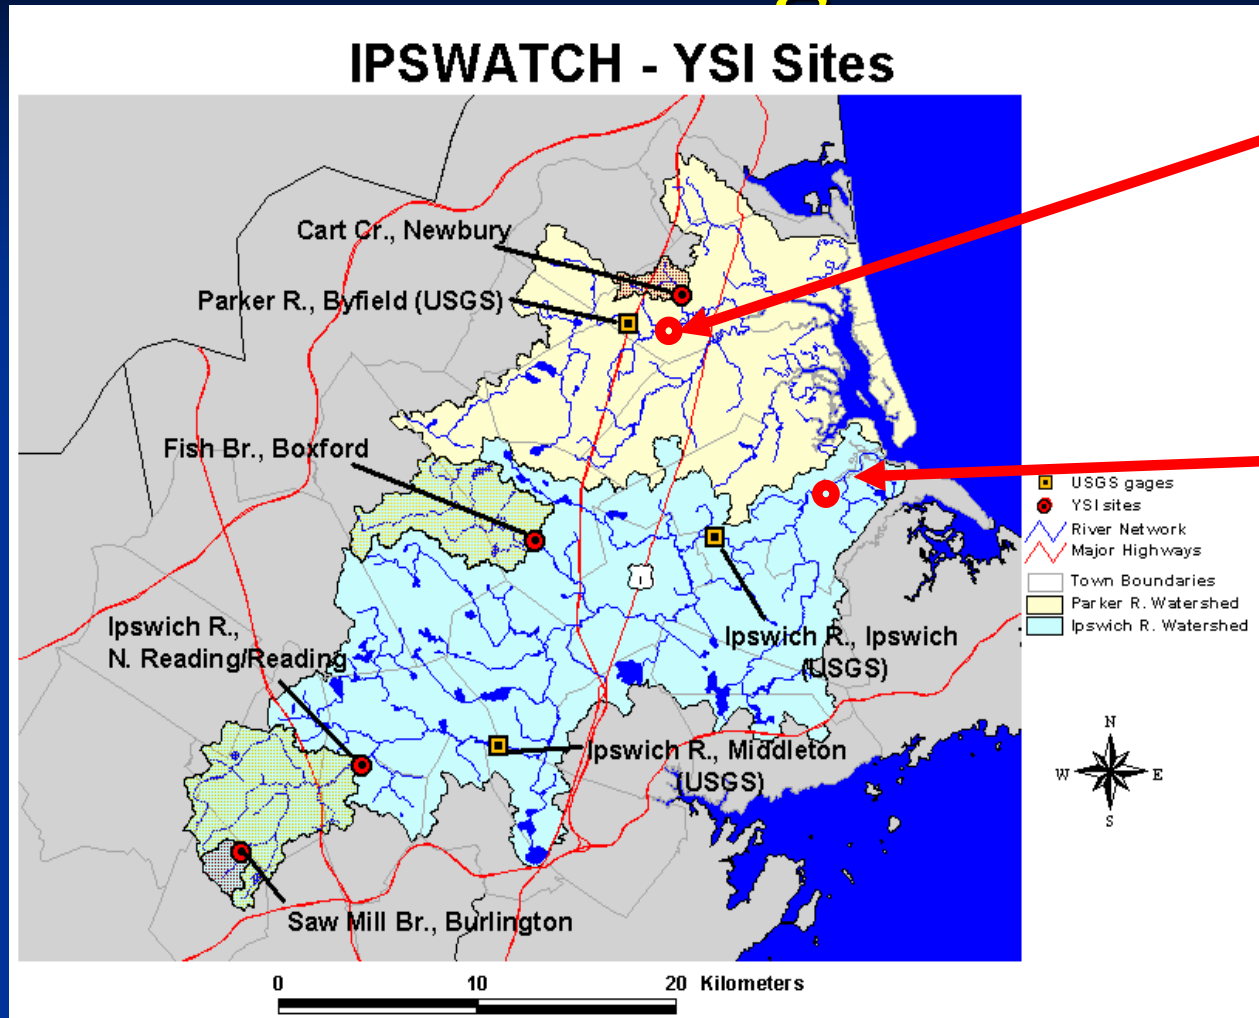 IPSWATCH - YSI Sites
Cart Cr., Newbury
Parker R., Byfield (USGS)
Fish Br., Boxford
USGS gages
YSI sites
River Network
Major Highways
Town Boundaries
Parker R. Watershed
Ipswich R. Watershed
1
Ipswich R.,
N. Reading/Reading
Ipswich R., Ipswich
(USGS)
Ipswich R., Middleton
(USGS)
N
W
E
S
Saw Mill Br., Burlington
0
10
20 Kilometers